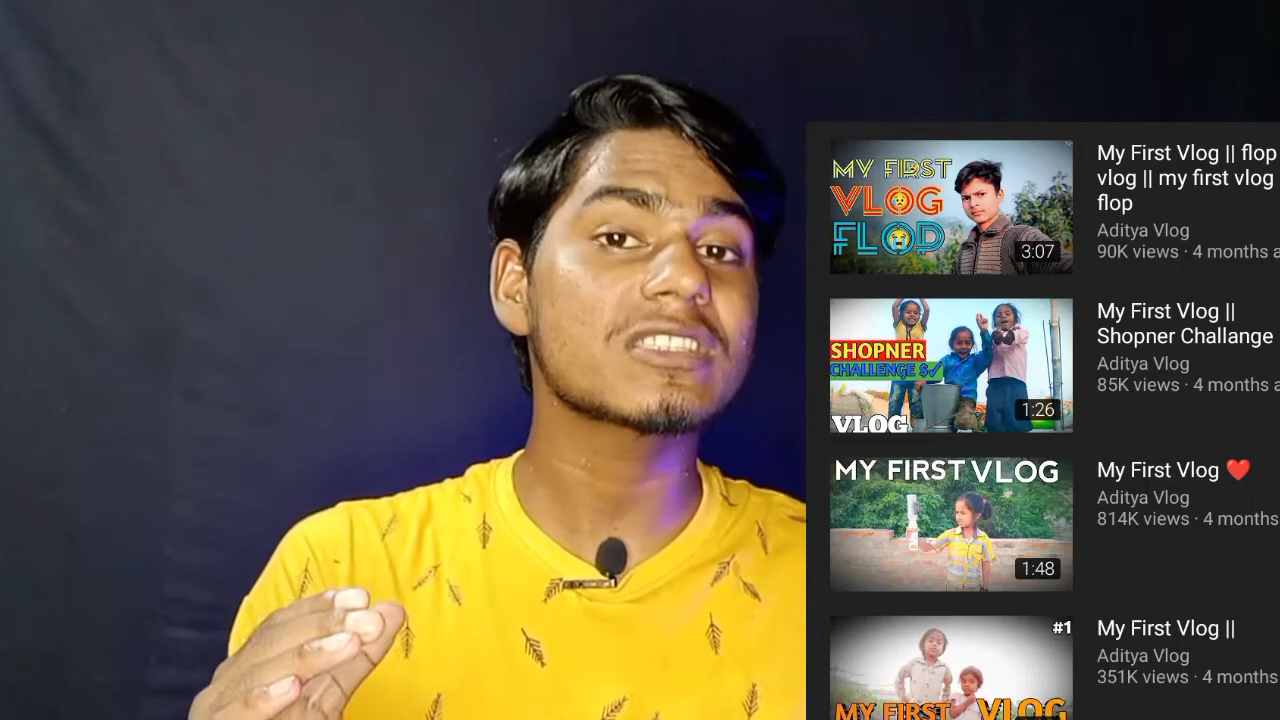 MY FIRST
VLOG
FLOP
3:07
My First Vlog || flop
vlog || my first vlog
flop
Aditya Vlog
90K views · 4 months a
SHOPNER
CHALLENGE $✓
VLOG
1:26
My First Vlog ||
Shopner Challange
Aditya Vlog
85K views · 4 months a
MY FIRST VLOG
1:48
My First Vlog ❤️
Aditya Vlog
814K views · 4 months
#1
MY FIRST VLOG
My First Vlog ||
Aditya Vlog
351K views · 4 months